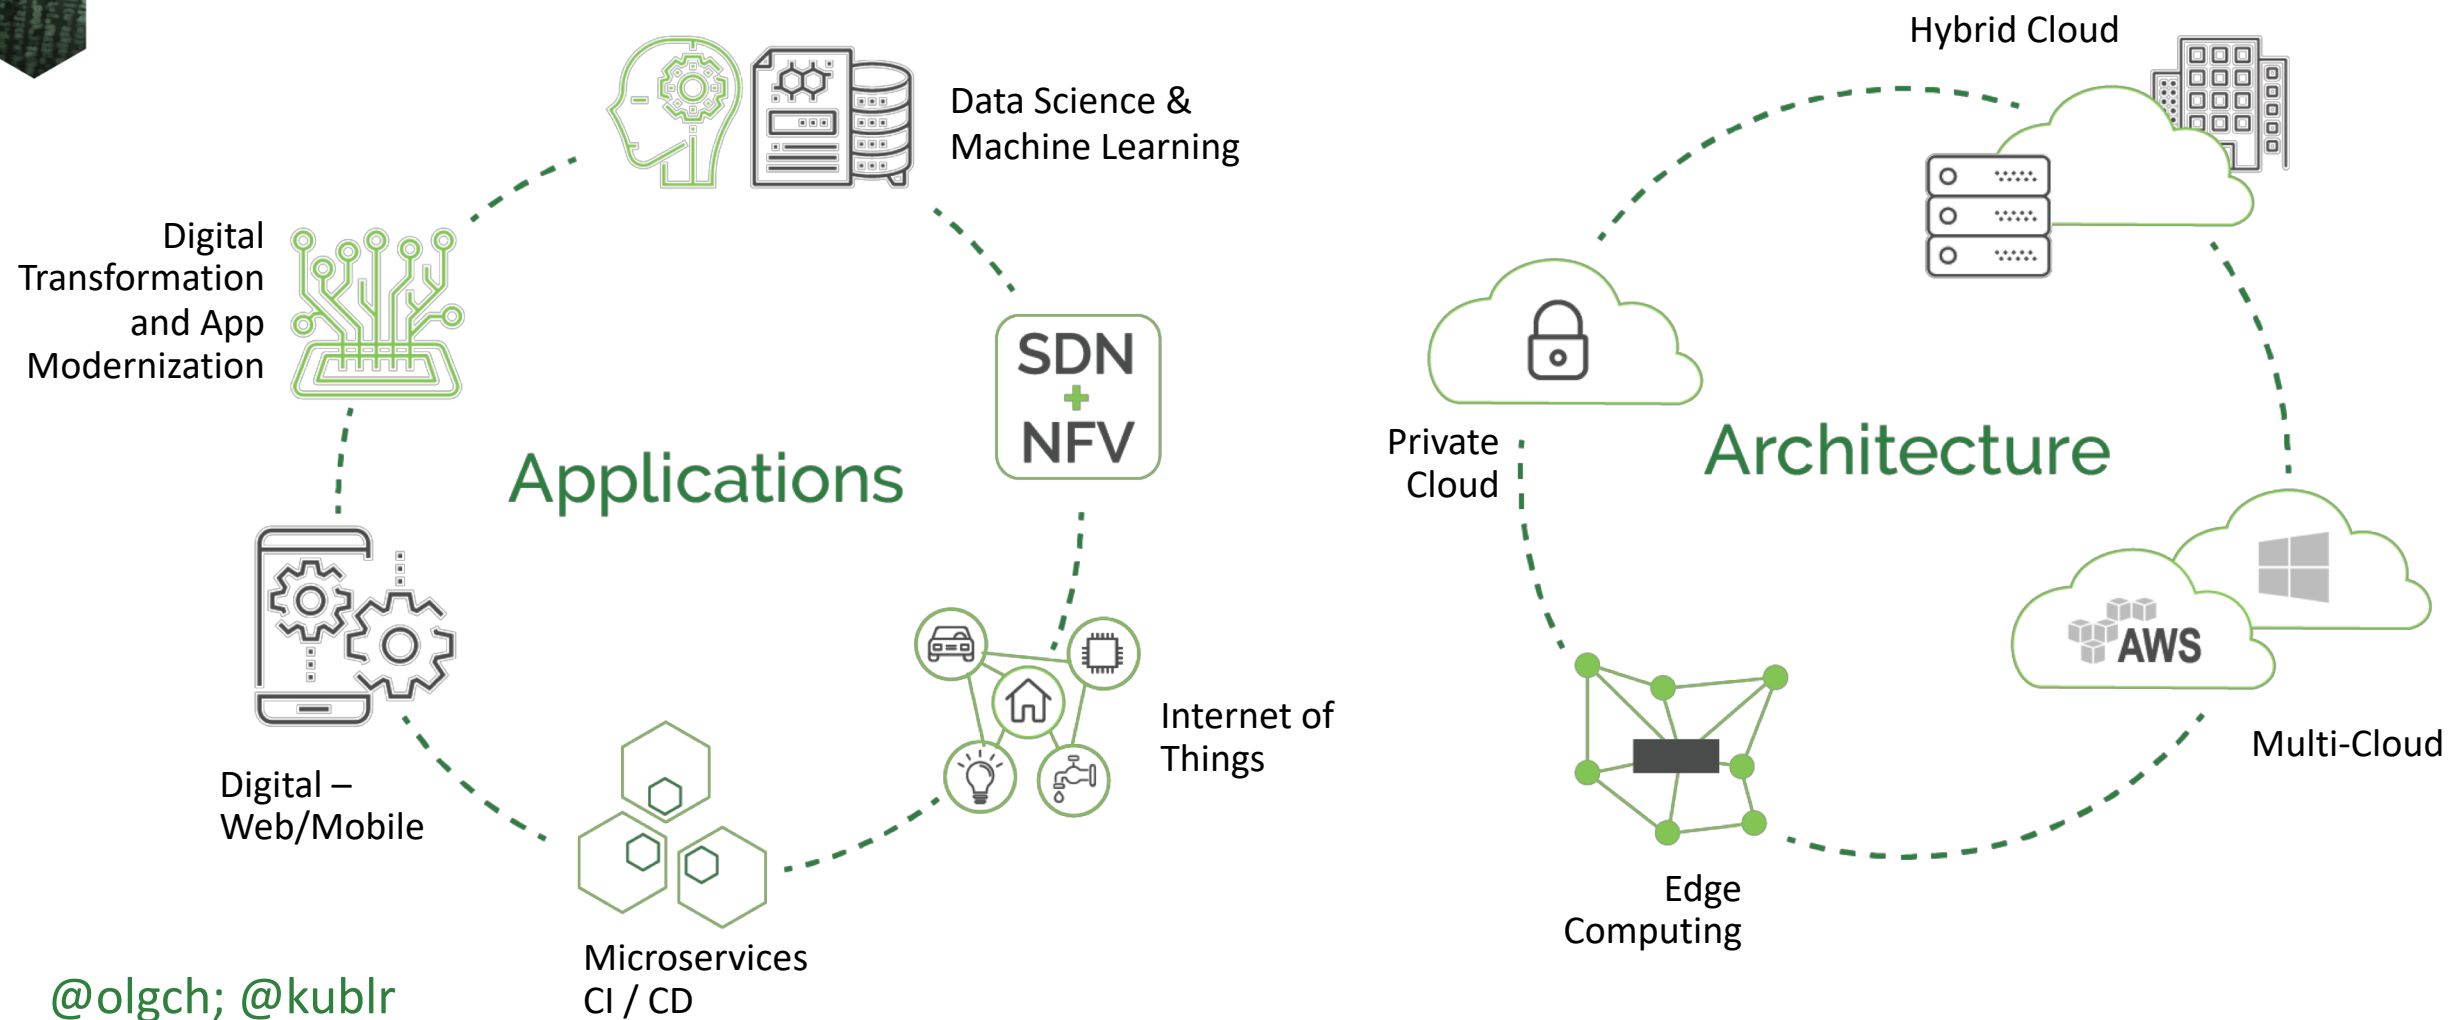 Data Science &
Machine Learning
Digital
Transformation
and App
Modernization
SDN
+
NFV
Applications
Internet of
Things
Digital –
Web/Mobile
Microservices
CI / CD
Hybrid Cloud
Private
Cloud
Architecture
AWS
Multi-Cloud
Edge
Computing
@olgch; @kublr